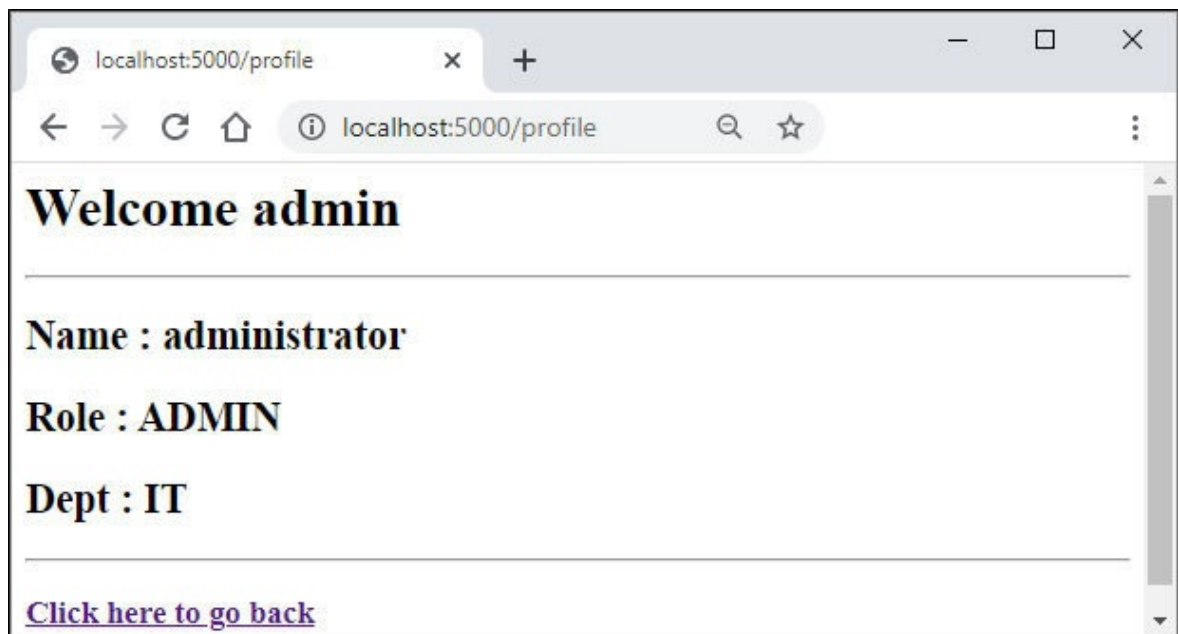 localhost:5000/profile
localhost:5000/profile
Welcome admin
Name : administrator
Role : ADMIN
Dept : IT
Click here to go back